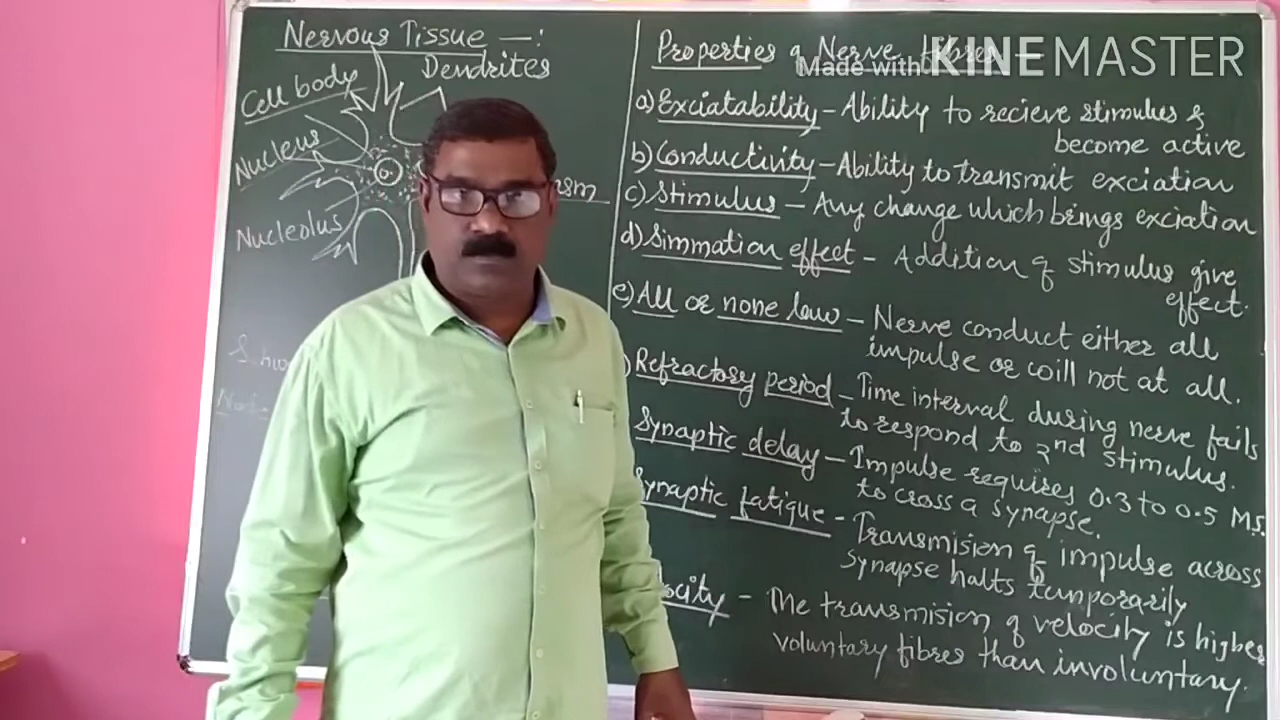 Nervous Tissue —:
Dendrites
Cell body
Nucleus
Nucleolus
Properties of Nerve fibres —
Made with KINEMASTER
a) Exciatability - Ability to recieve stimulus &
become active
b) Conductivity - Ability to transmit exciation
c) Stimulus - Any change which brings exciation
d) Simmation effect - Addition of stimulus give
effect.
e) All or none law - Nerve conduct either all
impulse or will not at all.
) Refractory period - Time interval during nerve fails
to respond to 2nd stimulus.
Synaptic delay - Impulse requires 0.3 to 0.5 MS.
to cross a synapse.
Synaptic fatigue - Transmision of impulse across
synapse halts tumporarily
ocity - The transmision of velocity is higher
voluntary fibres than involuntary.